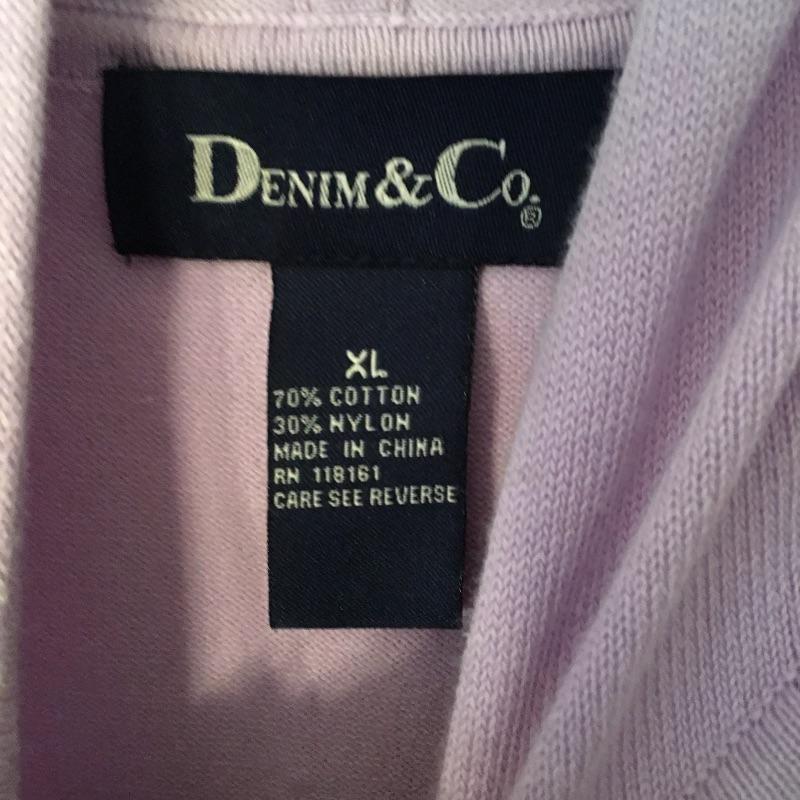 DENIM & CO.®
XL
70% COTTON
30% NYLON
MADE IN CHINA
RN 118161
CARE SEE REVERSE